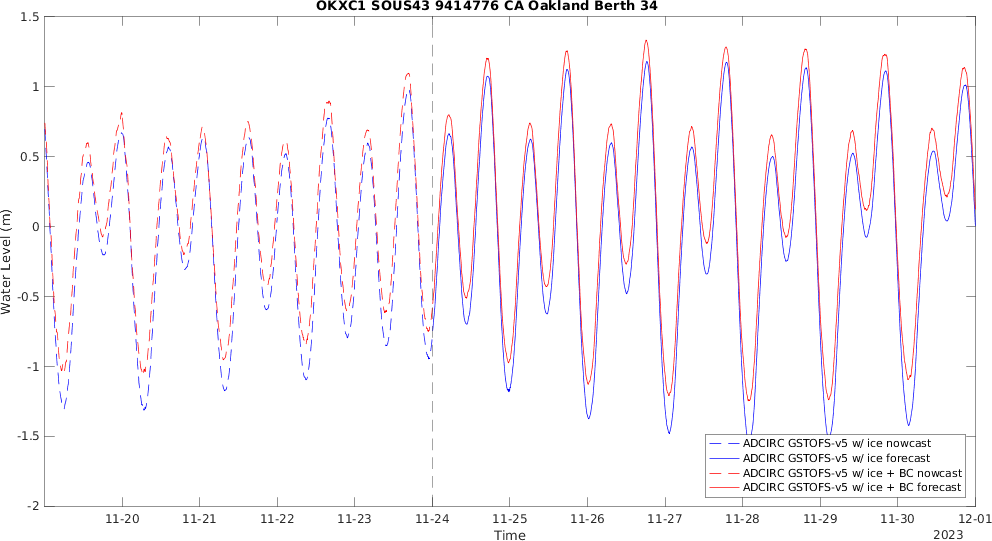 OKXC1 SOUS43 9414776 CA Oakland Berth 34
1.5
1
0.5
0
-0.5
-1
-1.5
-2
Water Level (m)
11-20 11-21 11-22 11-23 11-24 11-25 11-26 11-27 11-28 11-29 11-30 12-01
Time
2023
ADCIRC GSTOFS-v5 w/ ice nowcast
ADCIRC GSTOFS-v5 w/ ice forecast
ADCIRC GSTOFS-v5 w/ ice + BC nowcast
ADCIRC GSTOFS-v5 w/ ice + BC forecast